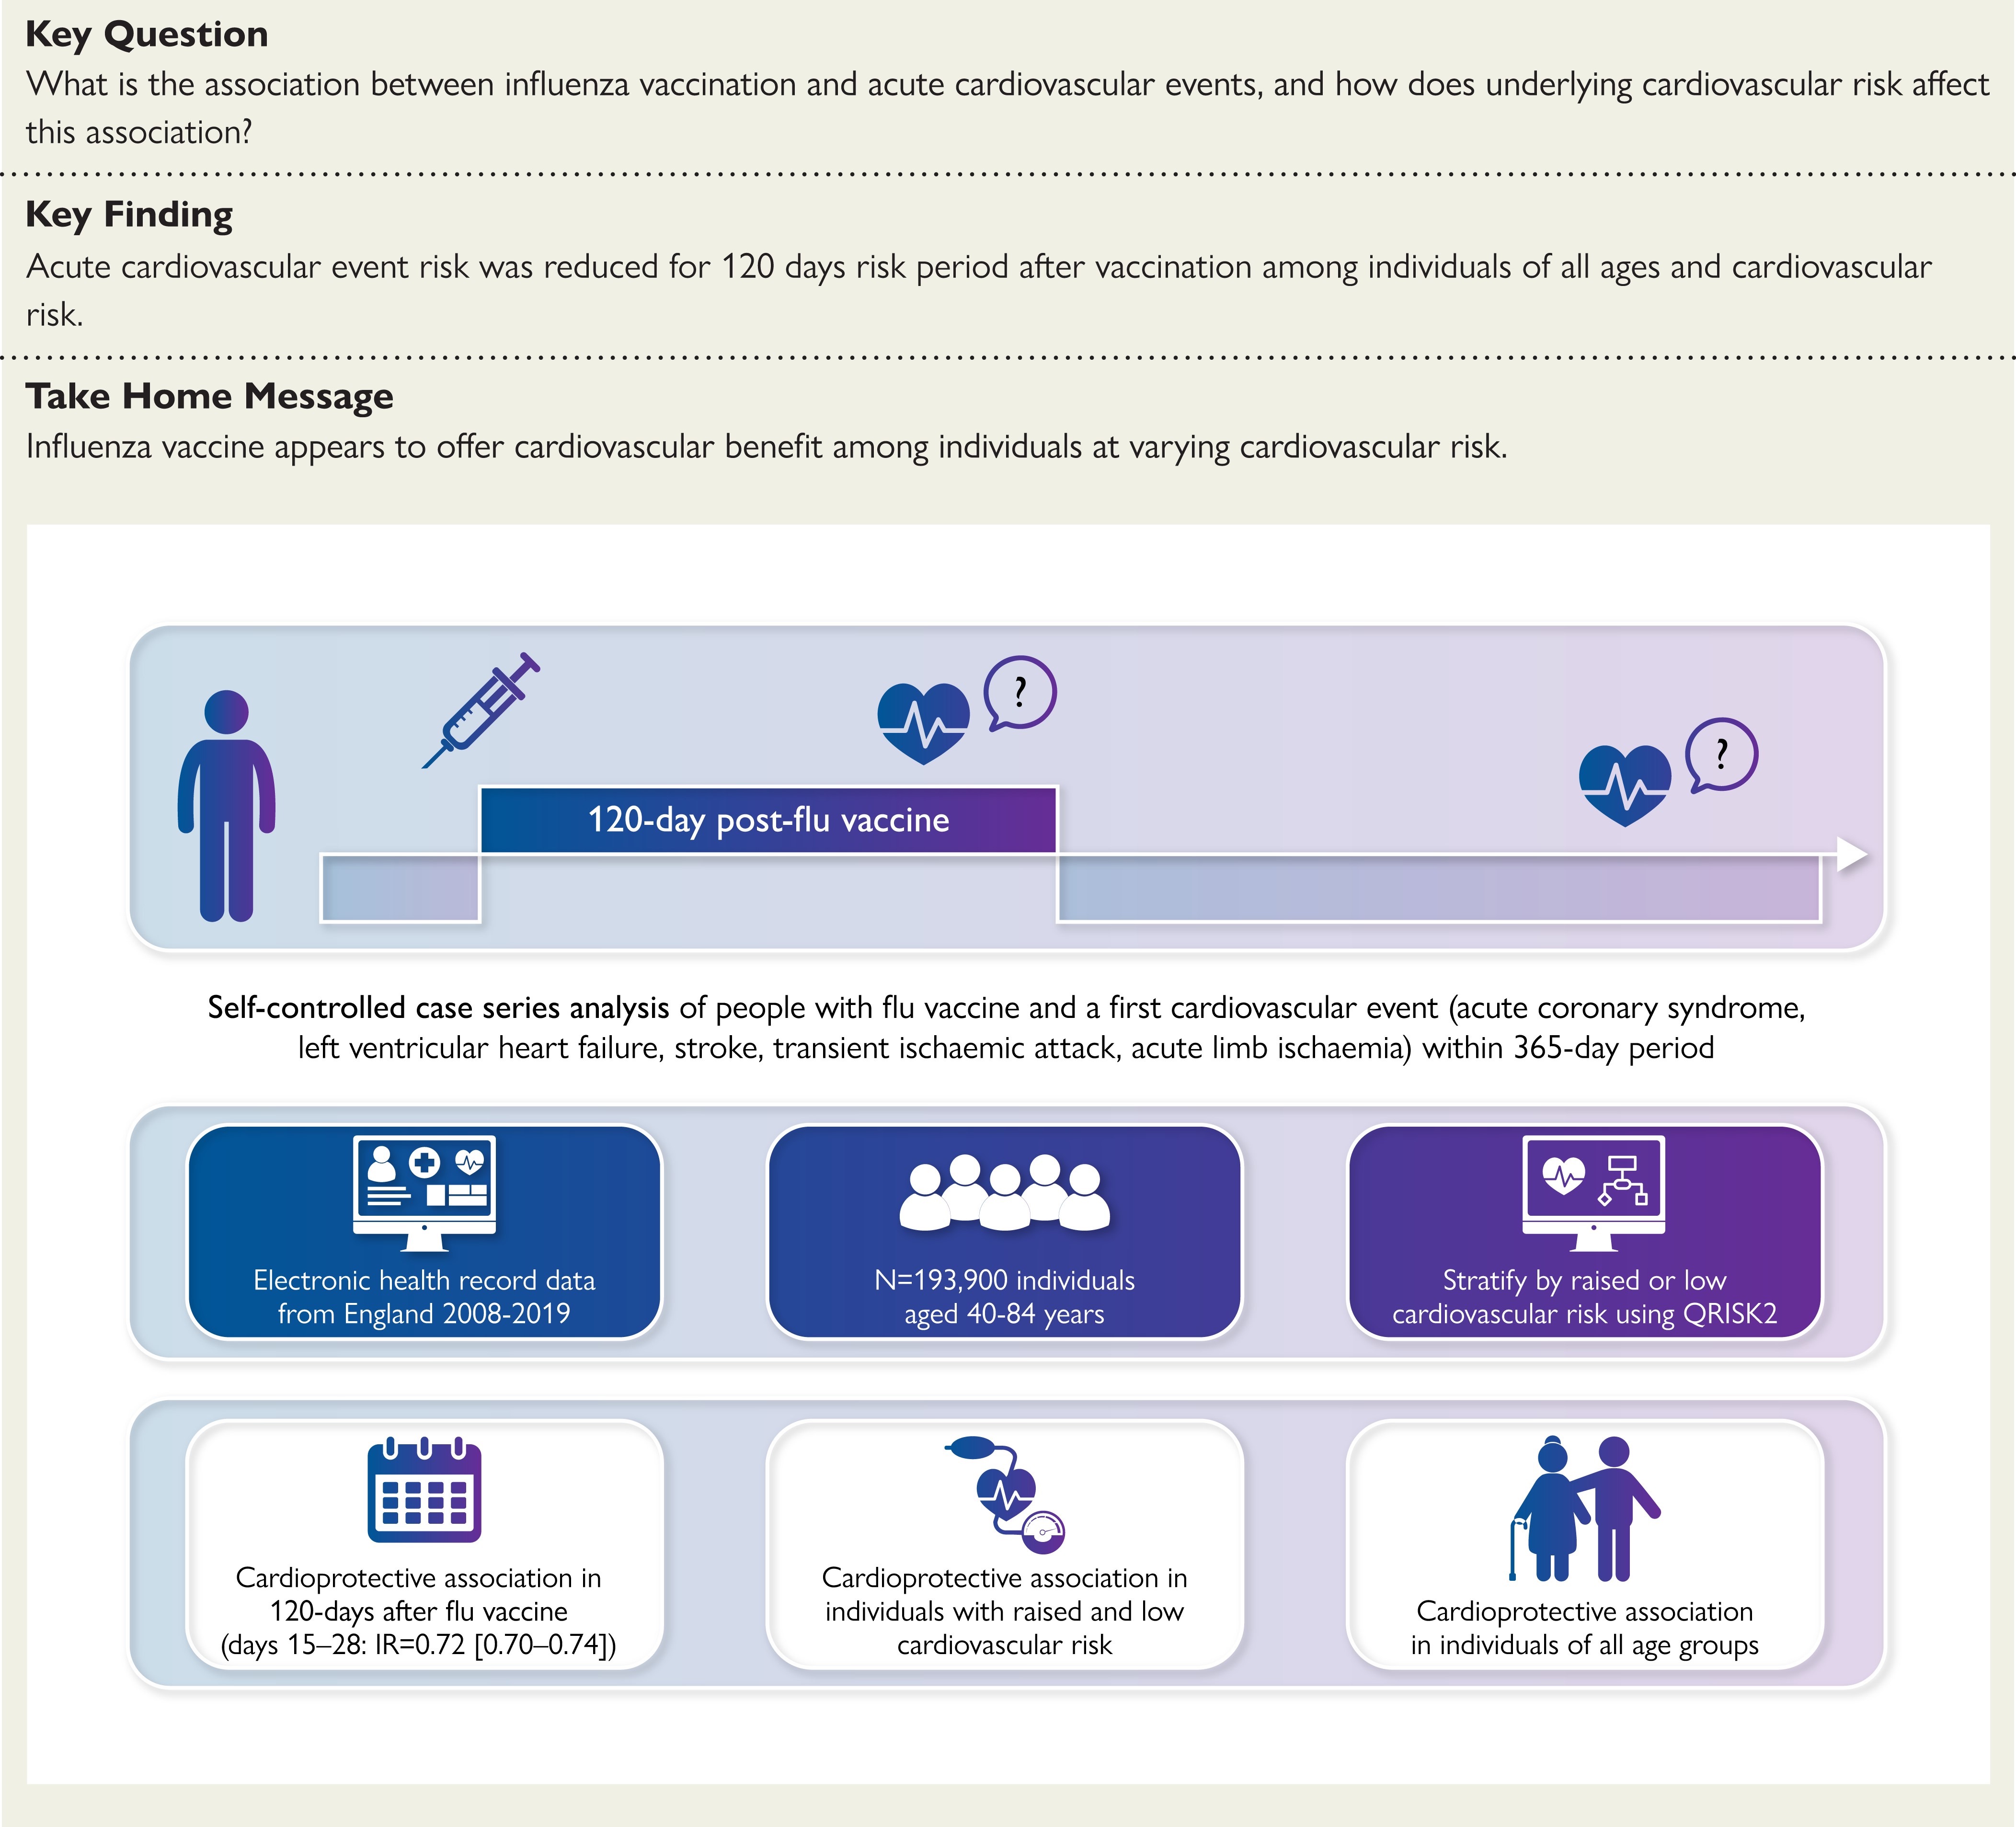 Key Question
What is the association between influenza vaccination and acute cardiovascular events, and how does underlying cardiovascular risk affect
this association?
Key Finding
Acute cardiovascular event risk was reduced for 120 days risk period after vaccination among individuals of all ages and cardiovascular
risk.
Take Home Message
Influenza vaccine appears to offer cardiovascular benefit among individuals at varying cardiovascular risk.
?
?
120-day post-flu vaccine
Self-controlled case series analysis of people with flu vaccine and a first cardiovascular event (acute coronary syndrome,
left ventricular heart failure, stroke, transient ischaemic attack, acute limb ischaemia) within 365-day period
Electronic health record data
from England 2008-2019
N=193,900 individuals
aged 40-84 years
Stratify by raised or low
cardiovascular risk using QRISK2
Cardioprotective association in
120-days after flu vaccine
(days 15–28: IR=0.72 [0.70–0.74])
Cardioprotective association in
individuals with raised and low
cardiovascular risk
Cardioprotective association
in individuals of all age groups